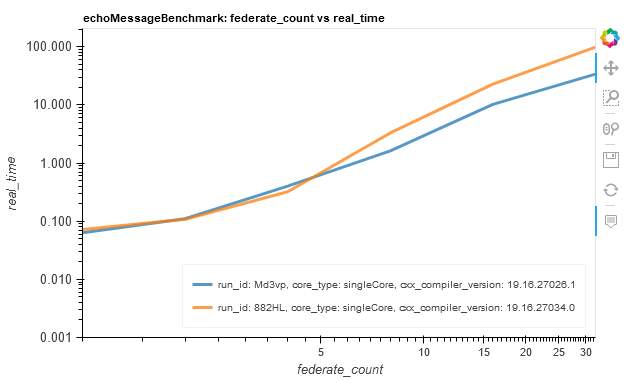 echoMessageBenchmark: federate_count vs real_time
100.000
10.000
1.000
0.100
0.010
0.001
real_time
run_id: Md3vp, core_type: singleCore, cxx_compiler_version: 19.16.27026.1
run_id: 882HL, core_type: singleCore, cxx_compiler_version: 19.16.27034.0
5 10 15 20 25 30
federate_count